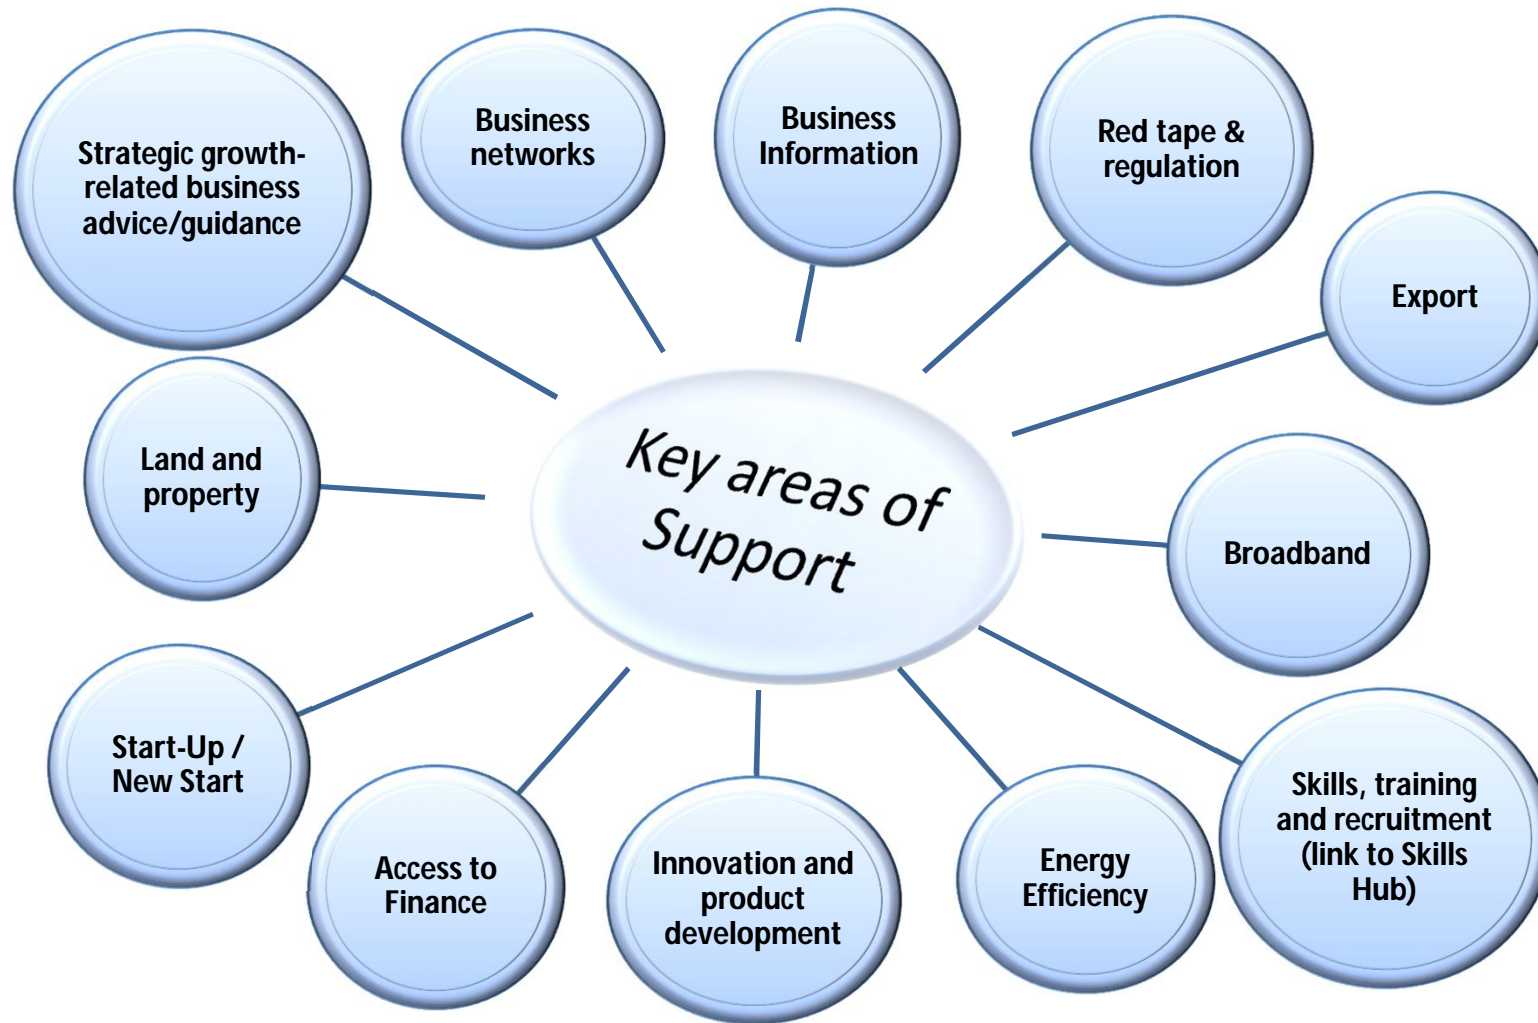 Strategic growth-
related business
advice/guidance
Business
networks
Business
Information
Red tape &
regulation
Export
Land and
property
Key areas of
Support
Broadband
Start-Up /
New Start
Access to
Finance
Innovation and
product
development
Energy
Efficiency
Skills, training
and recruitment
(link to Skills
Hub)